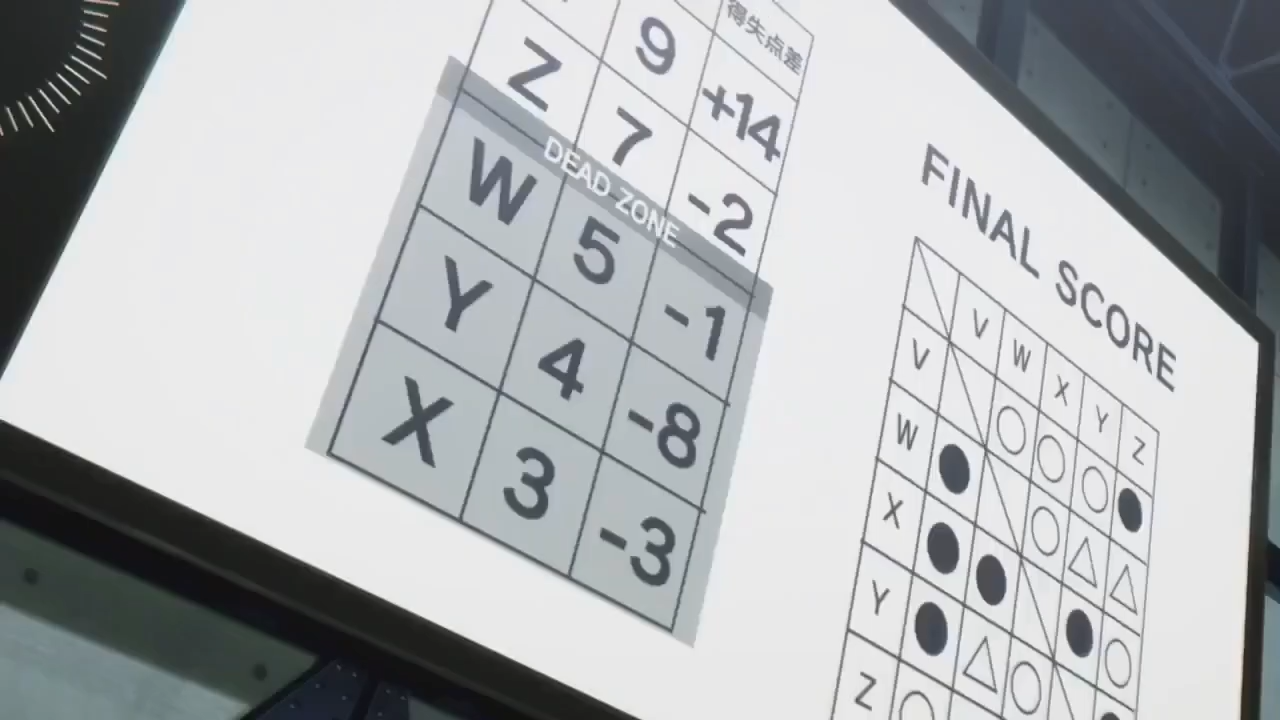 得失点差
9 +14
Z 7 -2
DEAD ZONE
W 5 -1
Y 4 -8
X 3 -3
FINAL SCORE
V W X Y Z
V ○ ○ ○ ●
W ● ○ △ △
X ● ● ● ○
Y ● △ ○ ●
Z ○